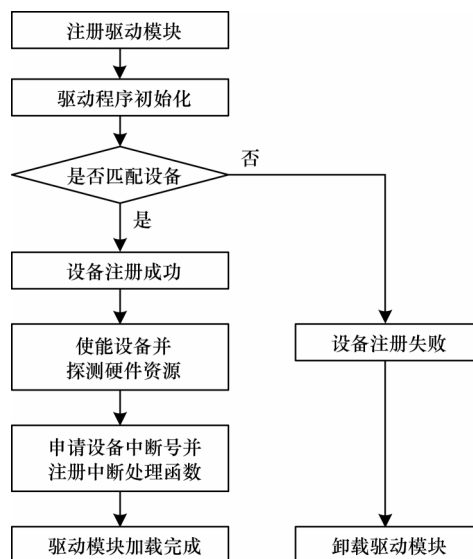 注册驱动模块
驱动程序初始化
是否匹配设备
否
是
设备注册成功
使能设备并
探测硬件资源
设备注册失败
申请设备中断号并
注册中断处理函数
驱动模块加载完成
卸载驱动模块